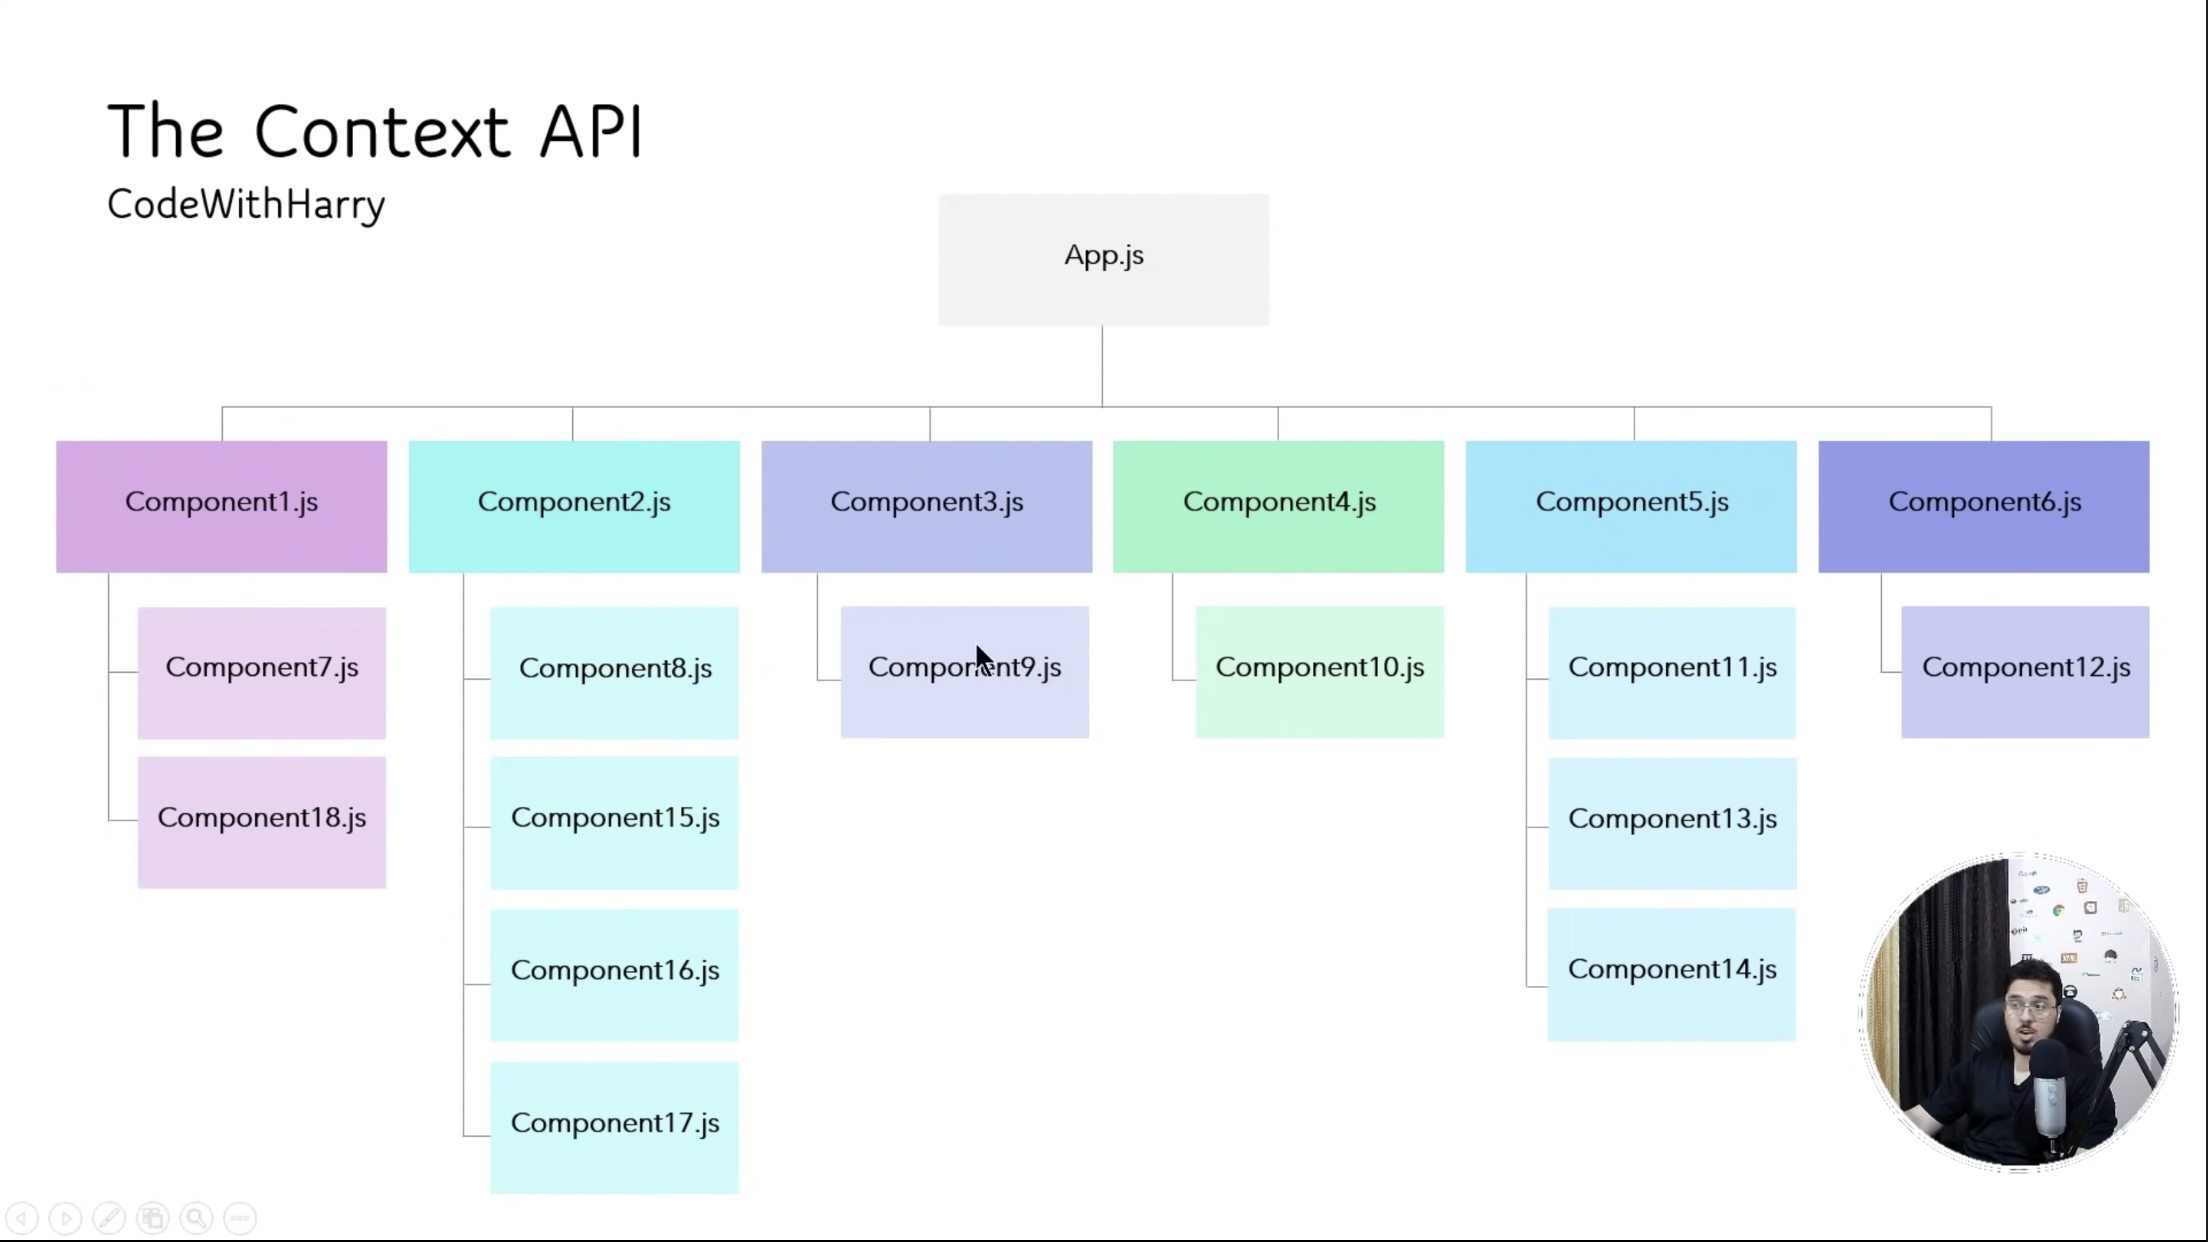 The Context API
CodeWithHarry
App.js
Component1.js
Component2.js
Component3.js
Component4.js
Component5.js
Component6.js
Component7.js
Component8.js
Component9.js
Component10.js
Component11.js
Component12.js
Component18.js
Component15.js
Component13.js
Component16.js
Component14.js
Component17.js